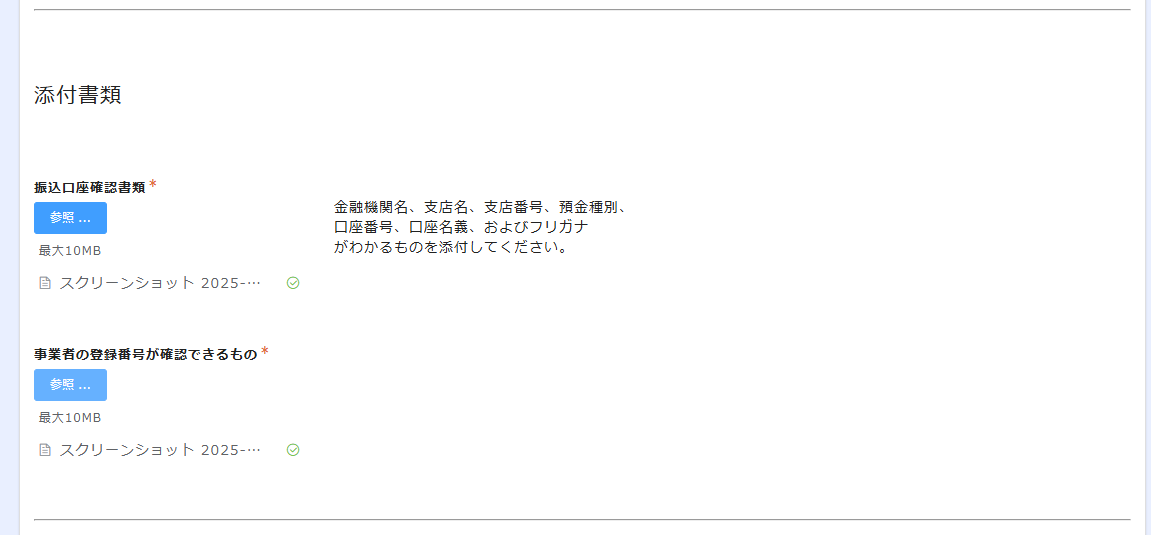 添付書類
振込口座確認書類*
参照 ...
最大10MB
スクリーンショット 2025-…
金融機関名、支店名、支店番号、預金種別、
口座番号、口座名義、およびフリガナ
がわかるものを添付してください。
事業者の登録番号が確認できるもの*
参照 ...
最大10MB
スクリーンショット 2025-…